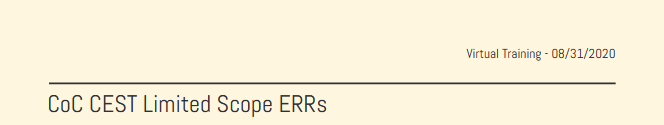 Virtual Training - 08/31/2020
CoC CEST Limited Scope ERRs